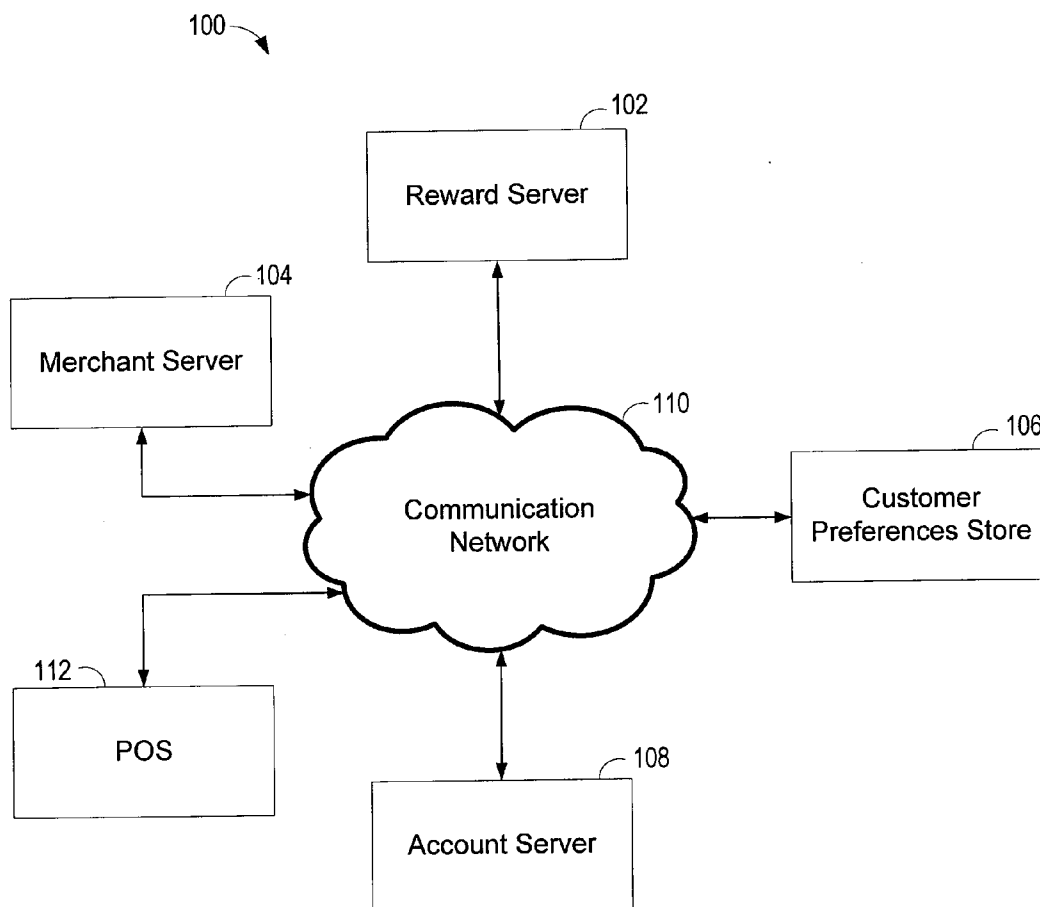 100
102
Reward Server
104
Merchant Server
110
Communication
Network
106
Customer
Preferences Store
112
POS
108
Account Server